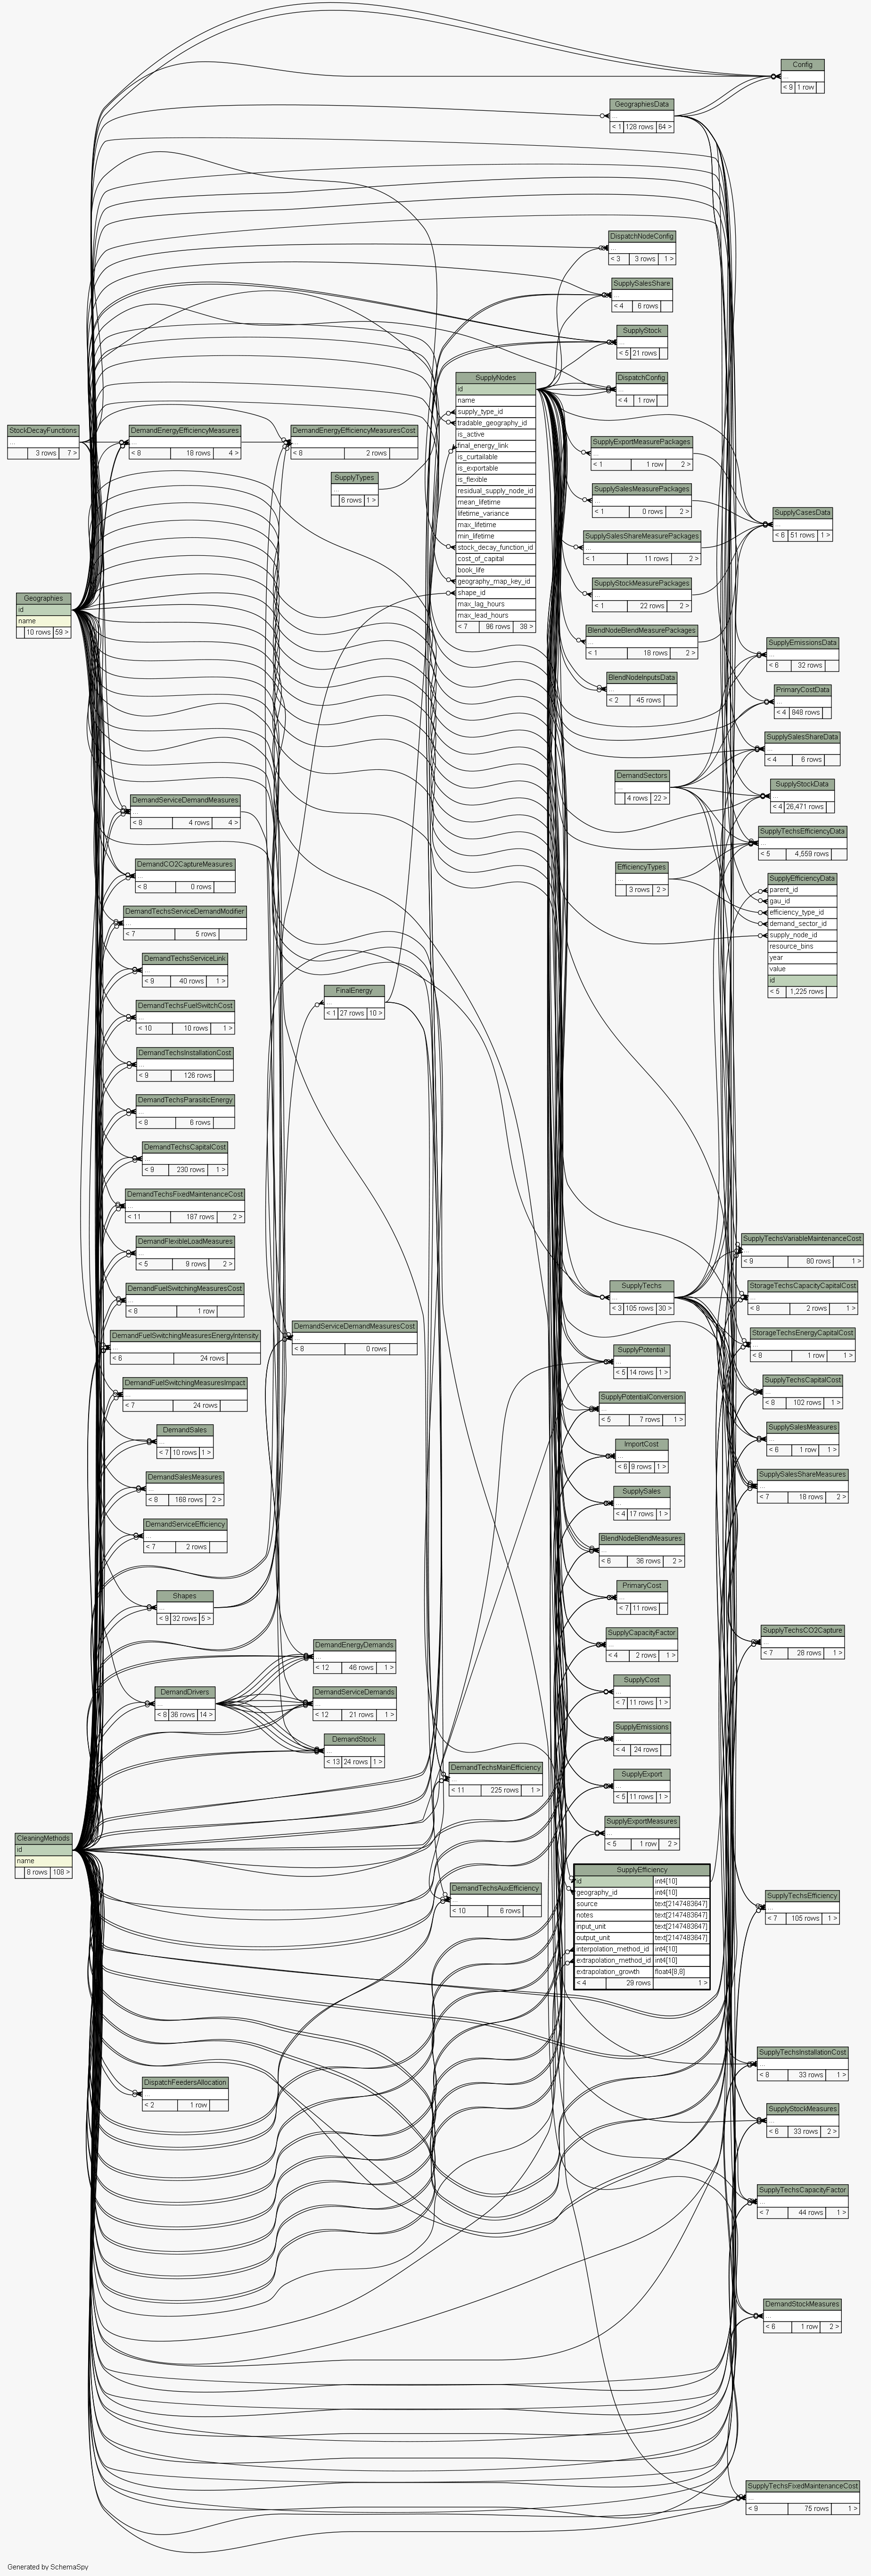 Config
...
< 9 1 row
GeographiesData
...
< 1 128 rows 64 >
DispatchNodeConfig
...
< 3 3 rows 1 >
SupplySalesShare
...
< 4 6 rows
SupplyStock
...
< 5 21 rows
DispatchConfig
...
< 4 1 row
SupplyNodes
id
name
supply_type_id
tradable_geography_id
is_active
final_energy_link
is_curtailable
is_exportable
is_flexible
residual_supply_node_id
mean_lifetime
lifetime_variance
max_lifetime
min_lifetime
stock_decay_function_id
cost_of_capital
book_life
geography_map_key_id
shape_id
max_lag_hours
max_lead_hours
< 7 96 rows 38 >
StockDecayFunctions
...
3 rows 7 >
DemandEnergyEfficiencyMeasures
...
< 8 18 rows 4 >
DemandEnergyEfficiencyMeasuresCost
...
< 8 2 rows
SupplyTypes
...
6 rows 1 >
SupplyExportMeasurePackages
...
< 1 1 row 2 >
SupplySalesMeasurePackages
...
< 1 0 rows 2 >
SupplySalesShareMeasurePackages
...
< 1 11 rows 2 >
SupplyStockMeasurePackages
...
< 1 22 rows 2 >
BlendNodeBlendMeasurePackages
...
< 1 18 rows 2 >
BlendNodeInputsData
...
< 2 45 rows
SupplyCasesData
...
< 6 51 rows 1 >
Geographies
id
name
10 rows 59 >
SupplyEmissionsData
...
< 6 32 rows
PrimaryCostData
...
< 4 848 rows
SupplySalesShareData
...
< 4 6 rows
DemandSectors
...
4 rows 22 >
SupplyStockData
...
< 4 26,471 rows
SupplyTechsEfficiencyData
...
< 5 4,559 rows
EfficiencyTypes
...
3 rows 2 >
SupplyEfficiencyData
parent_id
gau_id
efficiency_type_id
demand_sector_id
supply_node_id
resource_bins
year
value
id
< 5 1,225 rows
DemandServiceDemandMeasures
...
< 8 4 rows 4 >
DemandCO2CaptureMeasures
...
< 8 0 rows
DemandTechsServiceDemandModifier
...
< 7 5 rows
DemandTechsServiceLink
...
< 9 40 rows 1 >
FinalEnergy
...
< 1 27 rows 10 >
DemandTechsFuelSwitchCost
...
< 10 10 rows 1 >
DemandTechsInstallationCost
...
< 9 126 rows
DemandTechsParasiticEnergy
...
< 8 6 rows
DemandTechsCapitalCost
...
< 9 230 rows 1 >
DemandTechsFixedMaintenanceCost
...
< 11 187 rows 2 >
DemandFlexibleLoadMeasures
...
< 5 9 rows 2 >
DemandFuelSwitchingMeasuresCost
...
< 8 1 row
DemandFuelSwitchingMeasuresEnergyIntensity
...
< 6 24 rows
DemandServiceDemandMeasuresCost
...
< 8 0 rows
DemandFuelSwitchingMeasuresImpact
...
< 7 24 rows
DemandSales
...
< 7 10 rows 1 >
DemandSalesMeasures
...
< 8 168 rows 2 >
DemandServiceEfficiency
...
< 7 2 rows
Shapes
...
< 9 32 rows 5 >
DemandEnergyDemands
...
< 12 46 rows 1 >
DemandDrivers
...
< 8 36 rows 14 >
DemandServiceDemands
...
< 12 21 rows 1 >
DemandStock
...
< 13 24 rows 1 >
SupplyTechs
...
< 3 105 rows 30 >
SupplyPotential
...
< 5 14 rows 1 >
SupplyPotentialConversion
...
< 5 7 rows 1 >
ImportCost
...
< 6 9 rows 1 >
SupplySales
...
< 4 17 rows 1 >
BlendNodeBlendMeasures
...
< 6 36 rows 2 >
PrimaryCost
...
< 7 11 rows
SupplyCapacityFactor
...
< 4 2 rows 1 >
SupplyCost
...
< 7 11 rows 1 >
SupplyEmissions
...
< 4 24 rows
SupplyExport
...
< 5 11 rows 1 >
SupplyExportMeasures
...
< 5 1 row 2 >
SupplyTechsVariableMaintenanceCost
...
< 9 80 rows 1 >
StorageTechsCapacityCapitalCost
...
< 8 2 rows 1 >
StorageTechsEnergyCapitalCost
...
< 8 1 row 1 >
SupplyTechsCapitalCost
...
< 8 102 rows 1 >
SupplySalesMeasures
...
< 6 1 row 1 >
SupplySalesShareMeasures
...
< 7 18 rows 2 >
SupplyTechsCO2Capture
...
< 7 28 rows 1 >
DemandTechsMainEfficiency
...
< 11 225 rows 1 >
DemandTechsAuxEfficiency
...
< 10 6 rows
CleaningMethods
id
name
8 rows 108 >
SupplyEfficiency
id int4[10]
geography_id int4[10]
source text[2147483647]
notes text[2147483647]
input_unit text[2147483647]
output_unit text[2147483647]
interpolation_method_id int4[10]
extrapolation_method_id int4[10]
extrapolation_growth float4[8,8]
< 4 29 rows 1 >
SupplyTechsEfficiency
...
< 7 105 rows 1 >
DispatchFeedersAllocation
...
< 2 1 row
SupplyTechsInstallationCost
...
< 8 33 rows 1 >
SupplyStockMeasures
...
< 6 33 rows 2 >
SupplyTechsCapacityFactor
...
< 7 44 rows 1 >
DemandStockMeasures
...
< 6 1 row 2 >
SupplyTechsFixedMaintenanceCost
...
< 9 75 rows 1 >
Generated by SchemaSpy